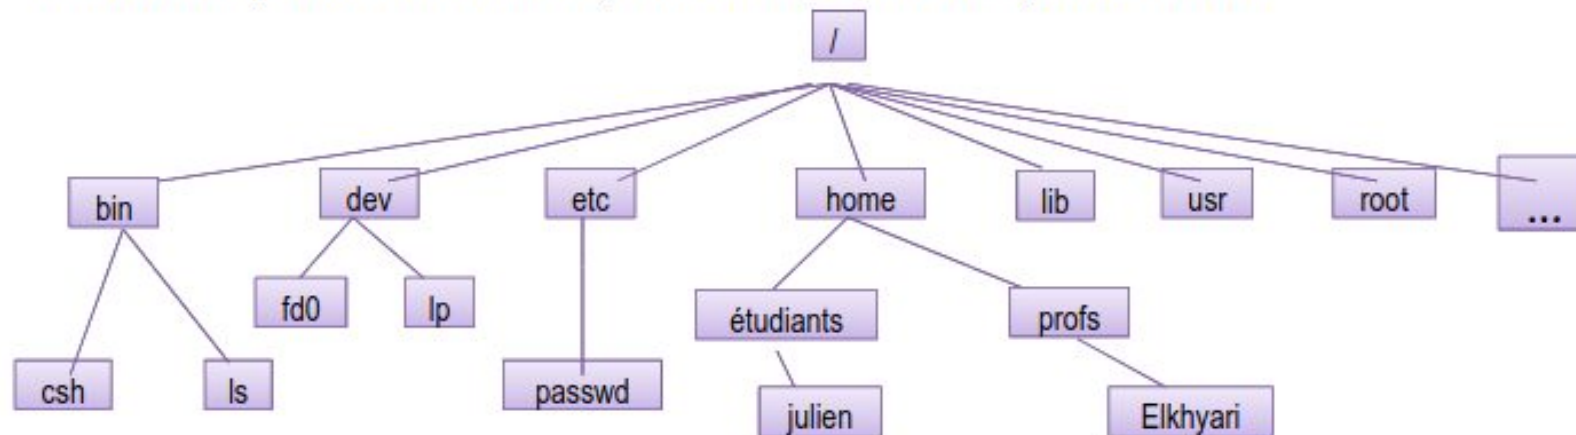 /
bin dev etc home lib usr root ...
fd0 lp étudiants profs
csh ls passwd julien Elkhyari